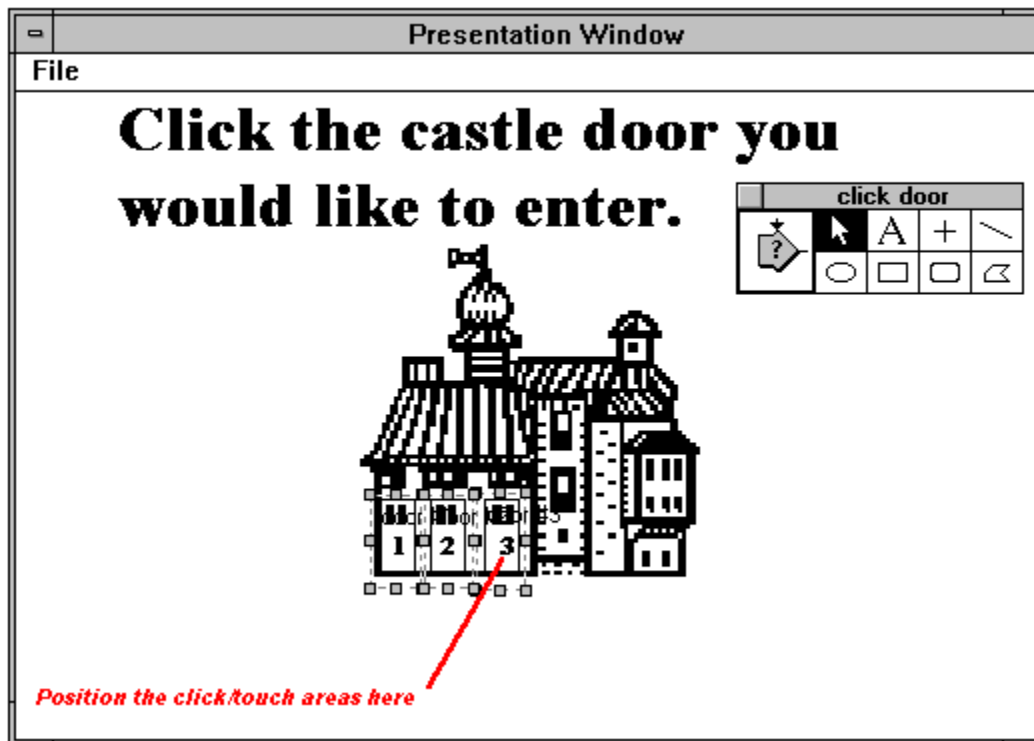 Presentation Window
File
Click the castle door you
would like to enter.
click door
?
A
door
1 2 3
Position the click/touch areas here